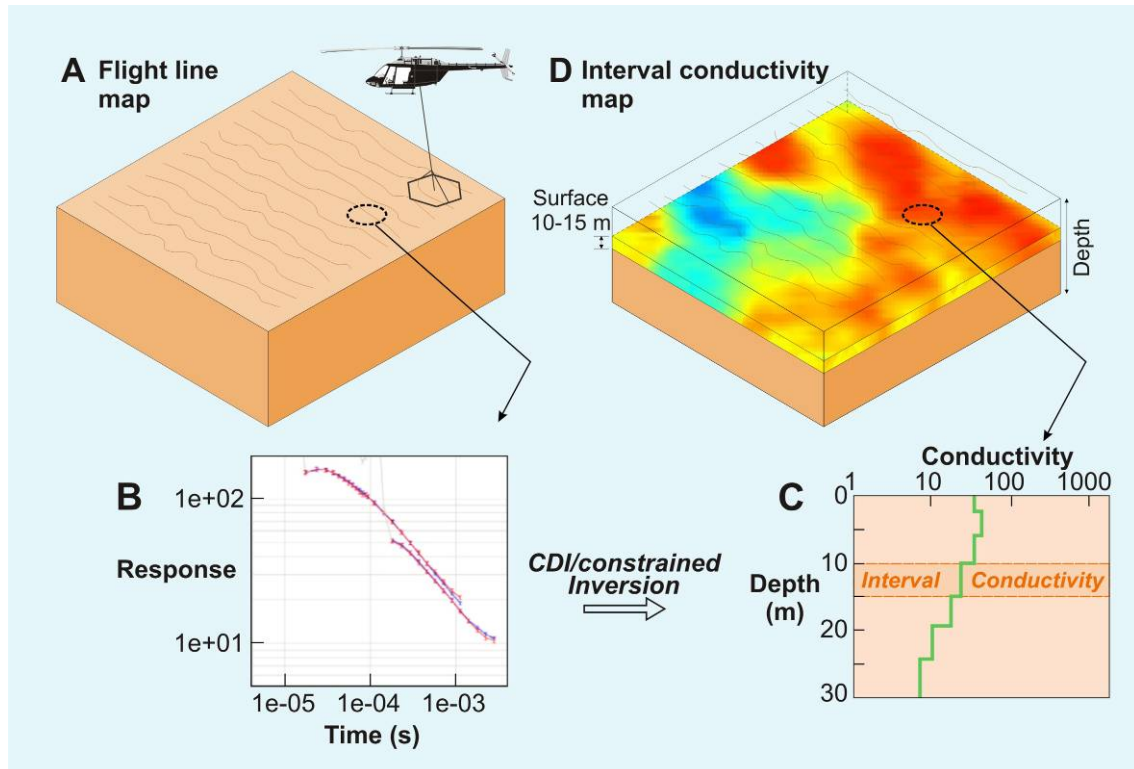 A Flight line
map
D Interval conductivity
map
Surface
10-15 m
Depth
B
1e+02
Response
1e+01
1e-05 1e-04 1e-03
Time (s)
CDI/constrained
Inversion
C
Conductivity
1 10 100 1000
0
10
Interval Conductivity
Depth
(m)
20
30